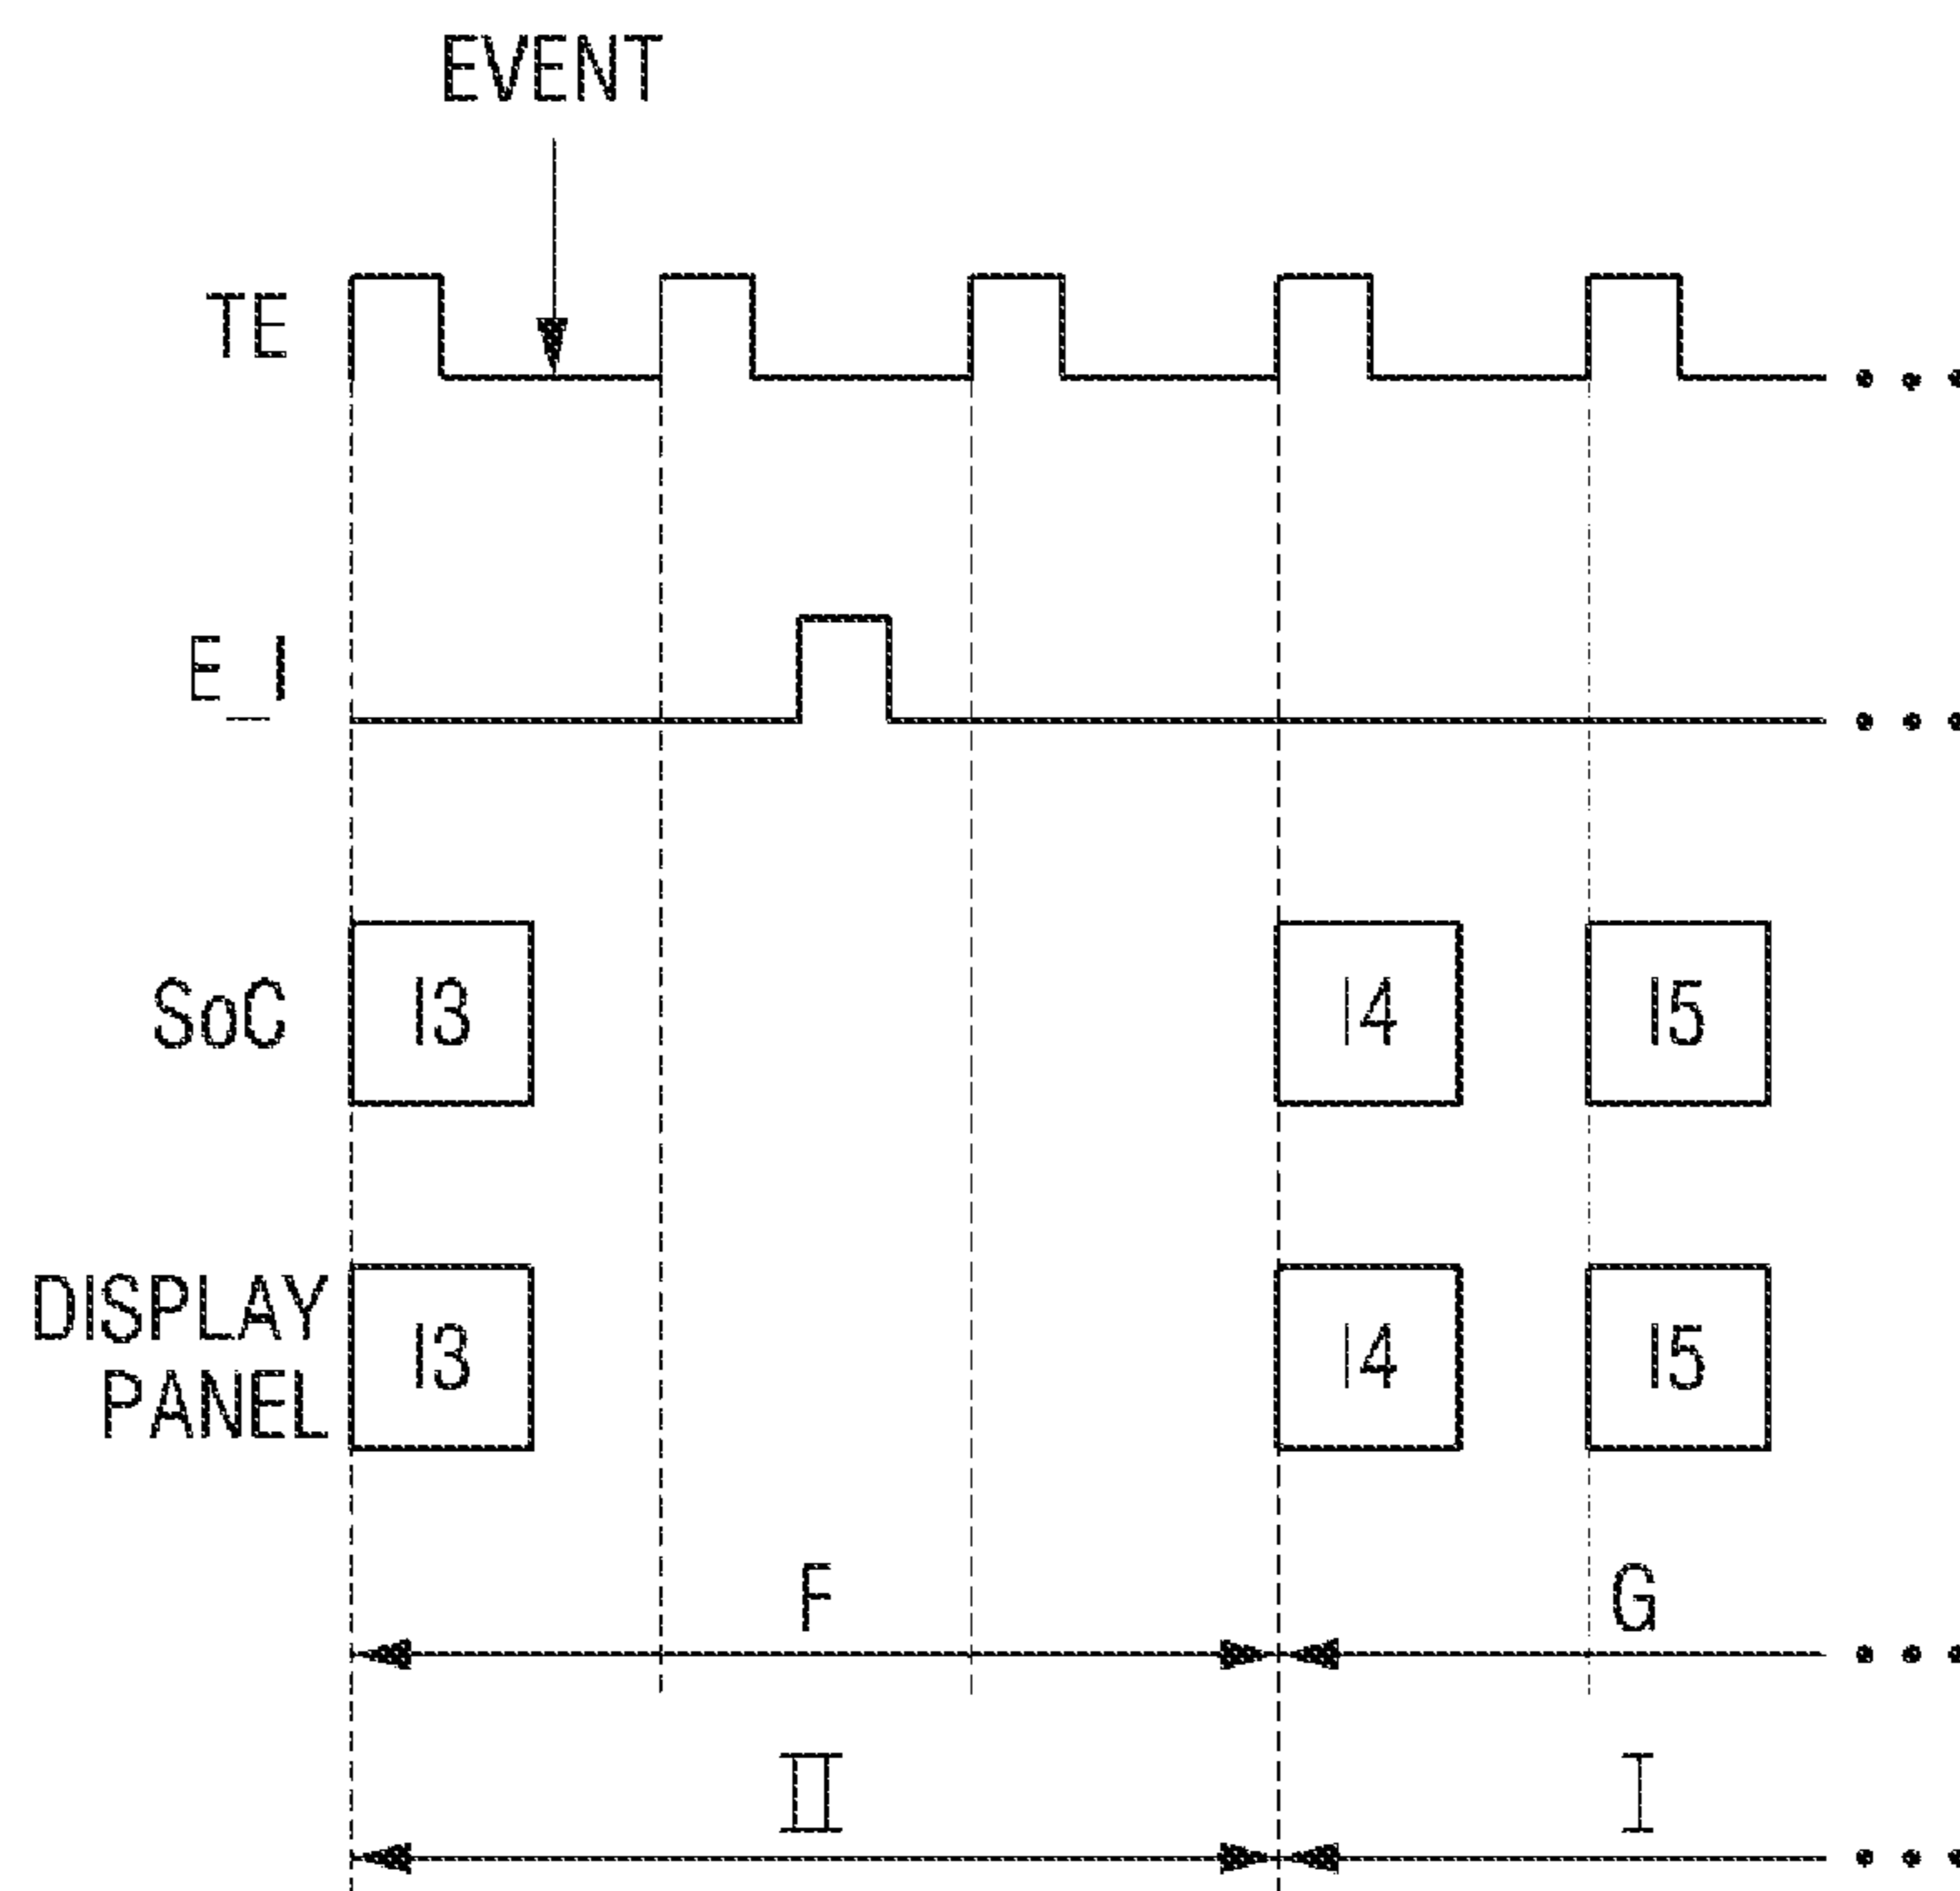 EVENT
TE
E_I
SoC I3 I4 I5
DISPLAY
PANEL I3 I4 I5
F G
II I